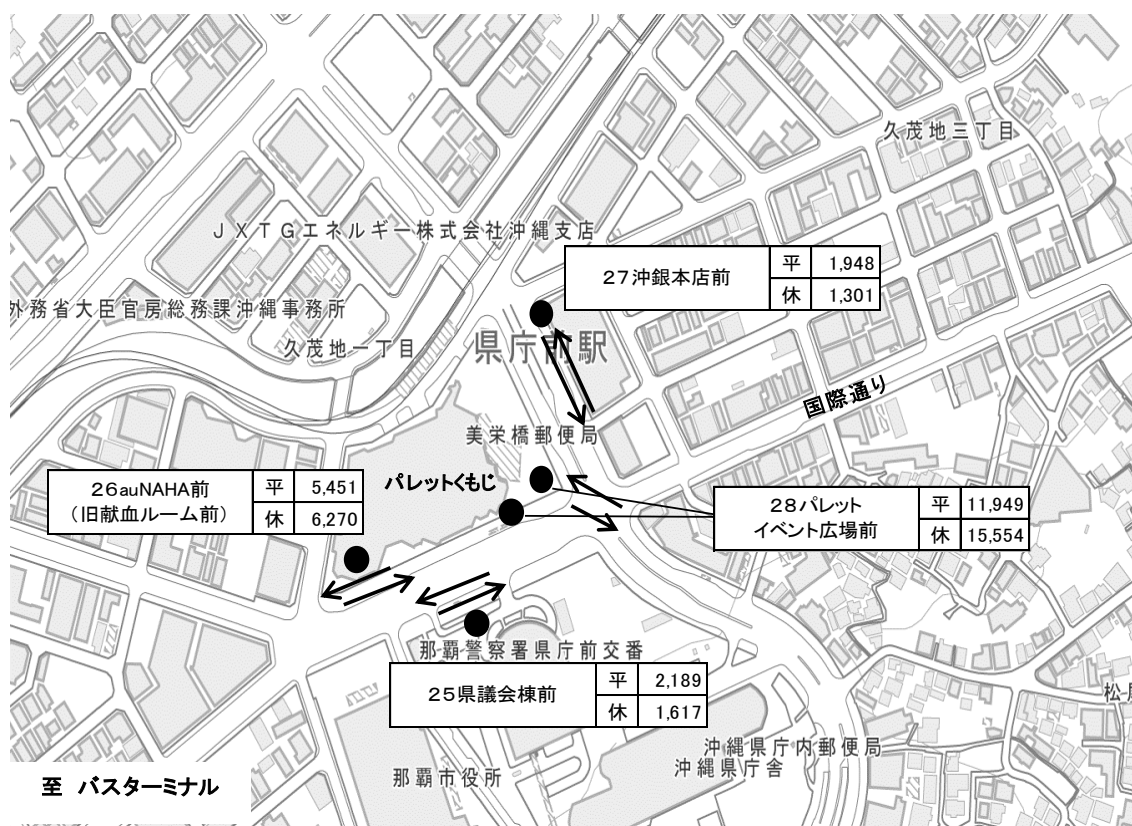 久茂地三丁目
ＪＸＴＧエネルギー株式会社沖縄支店
27沖銀本店前
平 1,948
休 1,301
外務省大臣官房総務課沖縄事務所
久茂地一丁目
県庁前駅
国際通り
美栄橋郵便局
パレットくもじ
26auNAHA前
（旧献血ルーム前）
平 5,451
休 6,270
28パレット
イベント広場前
平 11,949
休 15,554
那覇警察署県庁前交番
25県議会棟前
平 2,189
休 1,617
松尾
沖縄県庁内郵便局
沖縄県庁舎
那覇市役所
至 バスターミナル